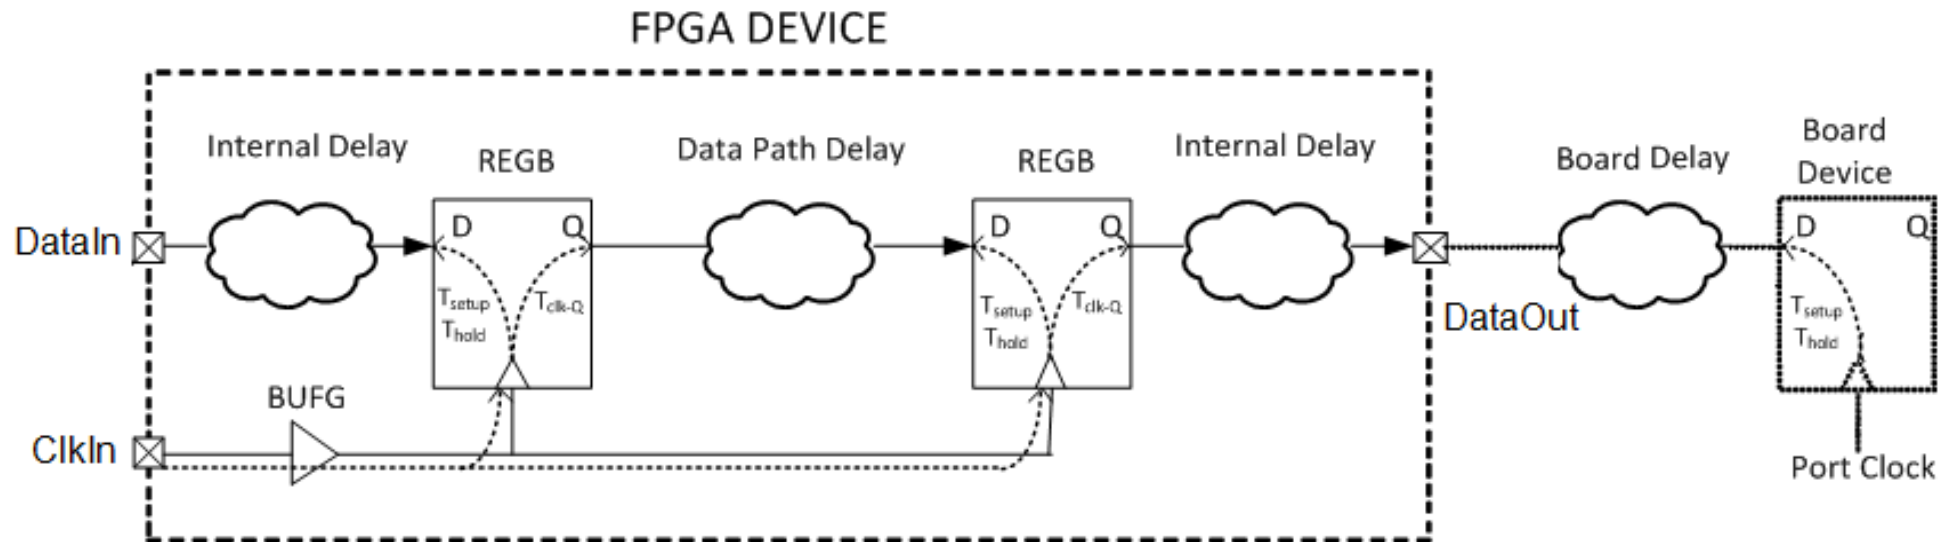 FPGA DEVICE
Internal Delay
REGB
Data Path Delay
REGB
Internal Delay
Board Delay
Board
Device
DataIn
D
Q
D
Q
D
Q
Tsetup
Thold
Tclk-Q
Tsetup
Thold
Tclk-Q
DataOut
Tsetup
Thold
BUFG
ClkIn
Port Clock